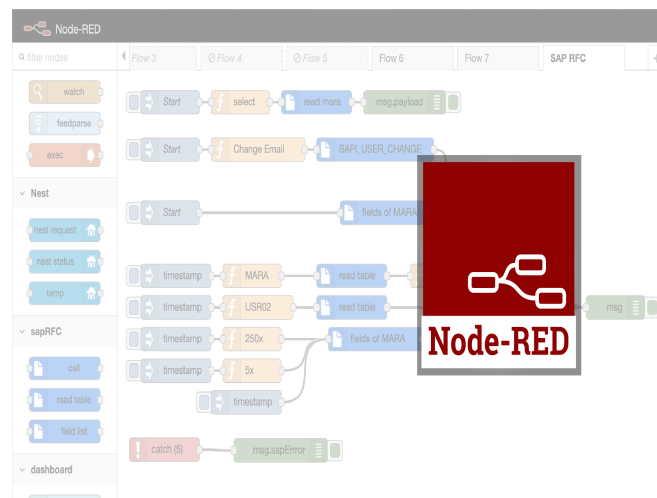 Node-RED
filter nodes
Flow 3
Flow 4
Flow 5
Flow 6
Flow 7
SAP RFC
watch
feedparse
exec
Nest
nest request
nest status
temp
sapRFC
call
read table
field list
dashboard
Start select read mara msg.payload
Start Change Email BAPI_USER_CHANGE
Start fields of MARA
timestamp MARA read table
timestamp USR02 read table msg
timestamp 250x fields of MARA
timestamp 5x
timestamp
catch (5) msg.sapErrror
Node-RED